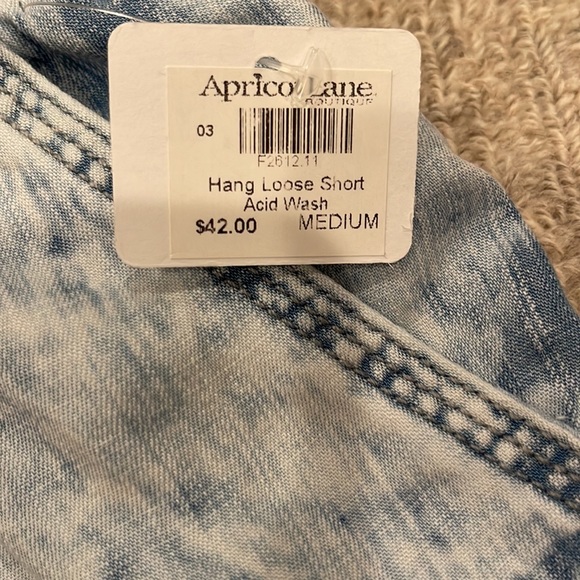 Apricot Lane
BOUTIQUE
03
F2612.11
Hang Loose Short
Acid Wash
$42.00 MEDIUM